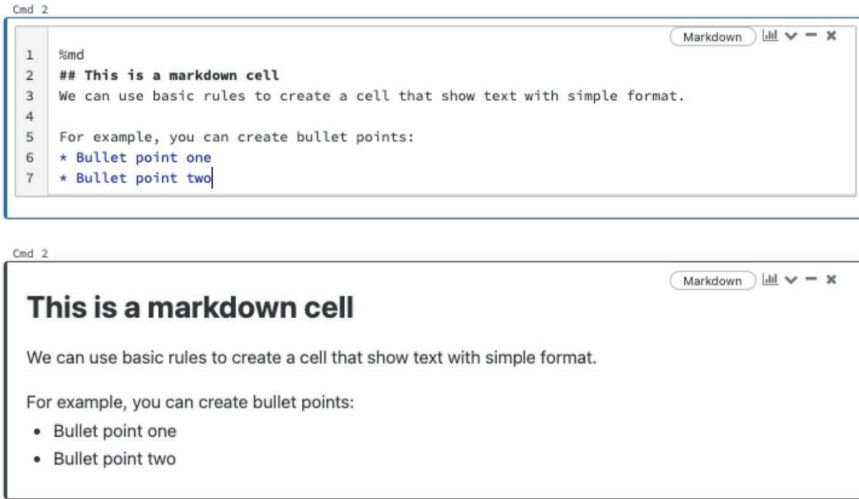 Cmd 2
Markdown
1 %md
2 ## This is a markdown cell
3 We can use basic rules to create a cell that show text with simple format.
4
5 For example, you can create bullet points:
6 * Bullet point one
7 * Bullet point two
Cmd 2
Markdown
This is a markdown cell
We can use basic rules to create a cell that show text with simple format.
For example, you can create bullet points:
• Bullet point one
• Bullet point two